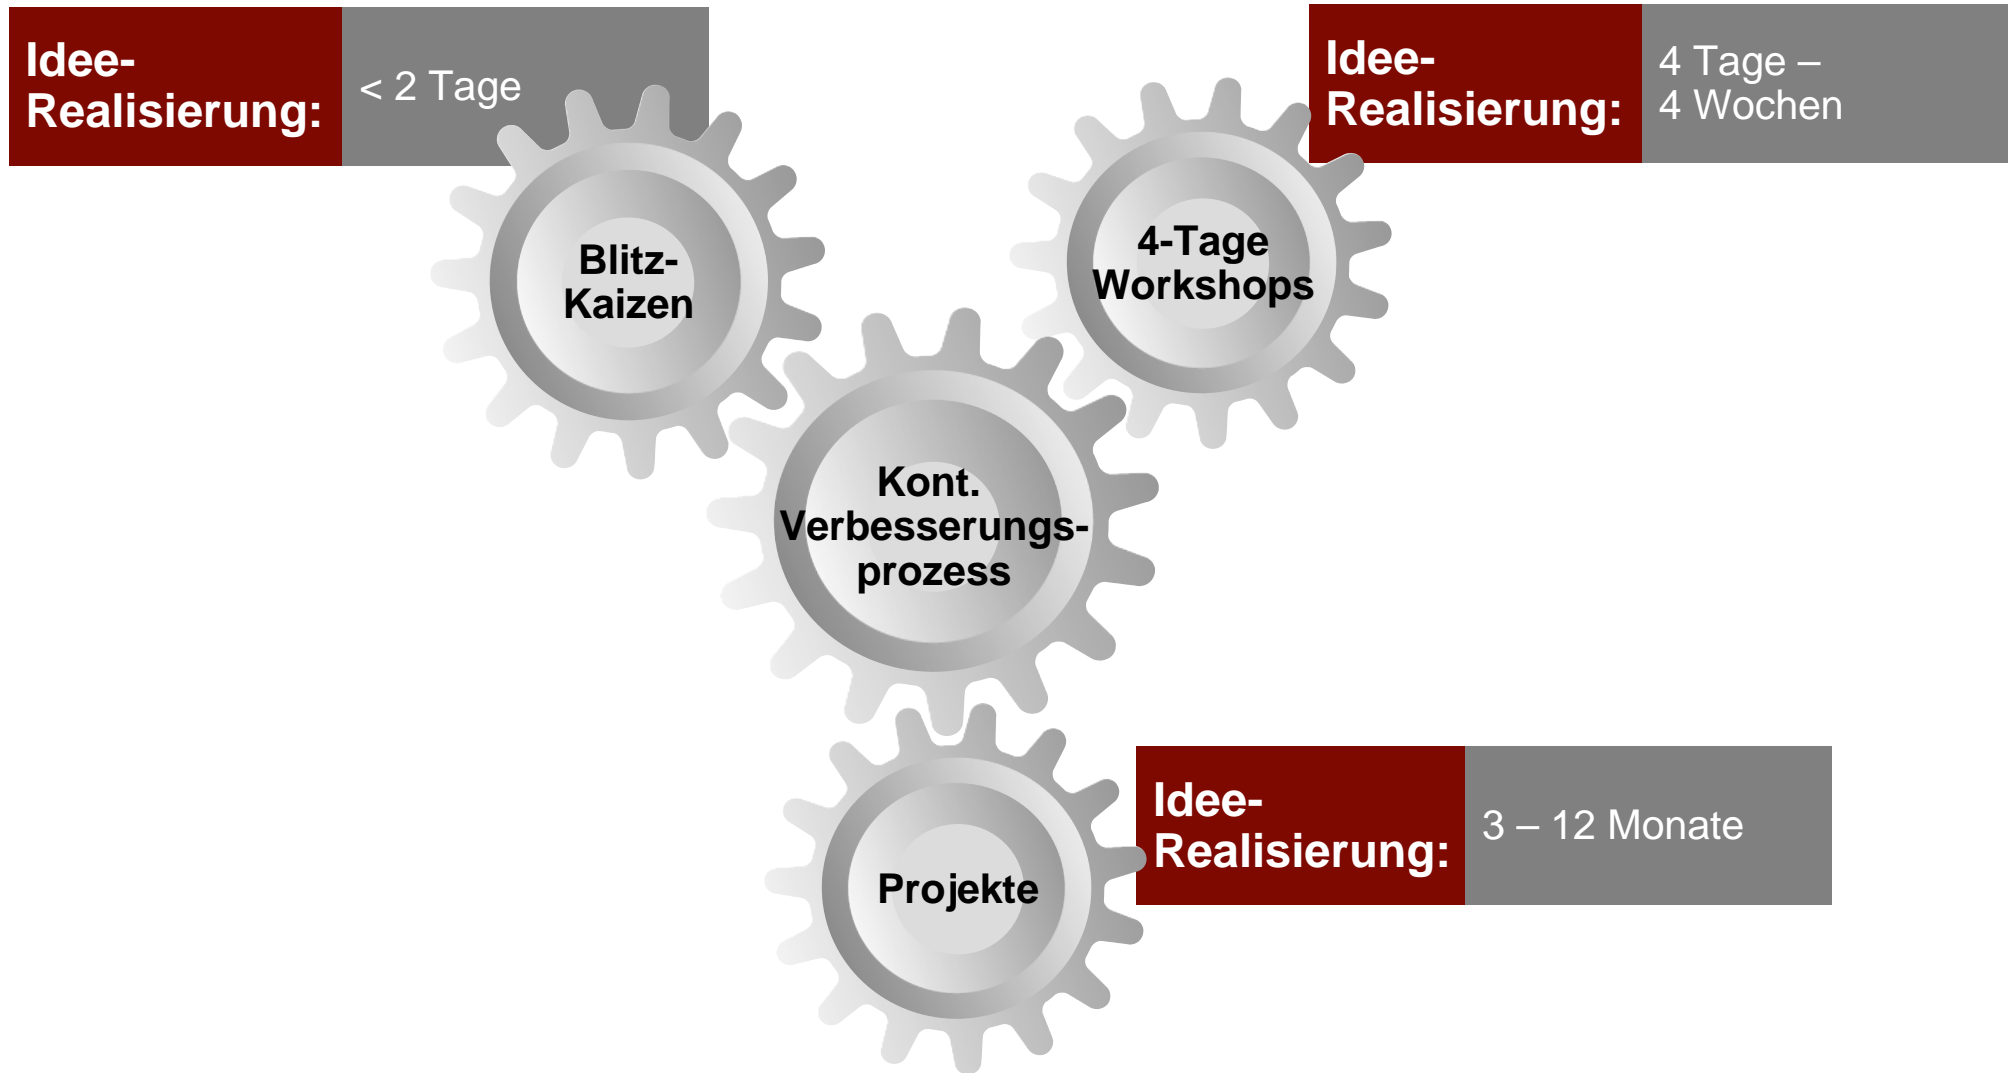 Idee-
Realisierung:
< 2 Tage
Idee-
Realisierung:
4 Tage –
4 Wochen
Blitz-
Kaizen
4-Tage
Workshops
Kont.
Verbesserungs-
prozess
Idee-
Realisierung:
3 – 12 Monate
Projekte